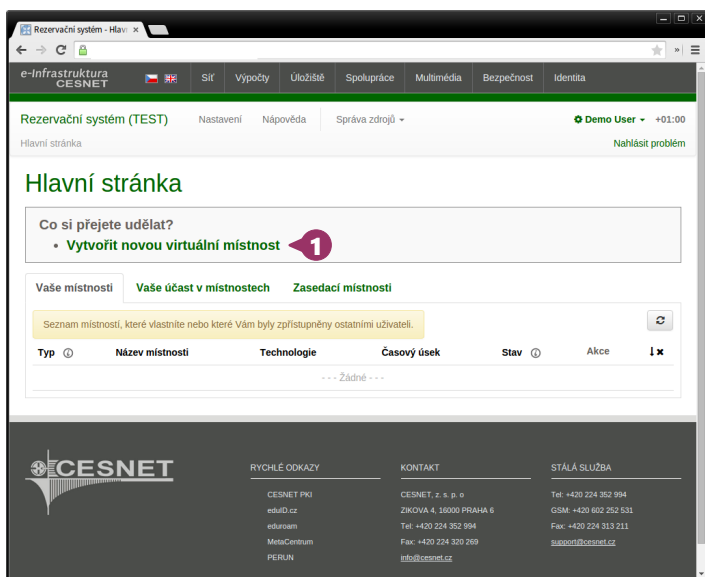 Rezervační systém - Hlav
e-Infrastruktura
CESNET
Síť Výpočty Úložiště Spolupráce Multimédia Bezpečnost Identita
Rezervační systém (TEST) Nastavení Nápověda Správa zdrojů Demo User +01:00
Hlavní stránka Nahlásit problém
Hlavní stránka
Co si přejete udělat?
• Vytvořit novou virtuální místnost 1
Vaše místnosti Vaše účast v místnostech Zasedací místnosti
Seznam místností, které vlastníte nebo které Vám byly zpřístupněny ostatními uživateli.
Typ Název místnosti Technologie Časový úsek Stav Akce
- - - Žádné - - -
CESNET
RYCHLÉ ODKAZY KONTAKT STÁLÁ SLUŽBA
CESNET PKI CESNET, z. s. p. o Tel: +420 224 352 994
eduID.cz ZIKOVA 4, 16000 PRAHA 6 GSM: +420 602 252 531
eduroam Tel: +420 224 352 994 Fax: +420 224 313 211
MetaCentrum Fax: +420 224 320 269 support@cesnet.cz
PERUN info@cesnet.cz